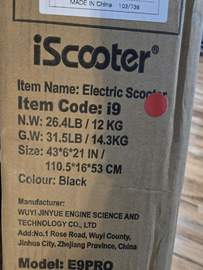 MADE IN CHINA 103/738
iScooter®
Item Name: Electric Scooter
Item Code: i9
N.W: 26.4LB / 12 KG
G.W: 31.5LB / 14.3KG
Size: 43*6*21 IN /
110.5*16*53 CM
Colour: Black
Manufacturer:
WUYI JINYUE ENGINE SCIENCE AND
TECHNOLOGY CO., LTD
Add:No.1 Rose Road, Wuyi County,
Jinhua City, Zhejiang Province, China
Model: E9PRO